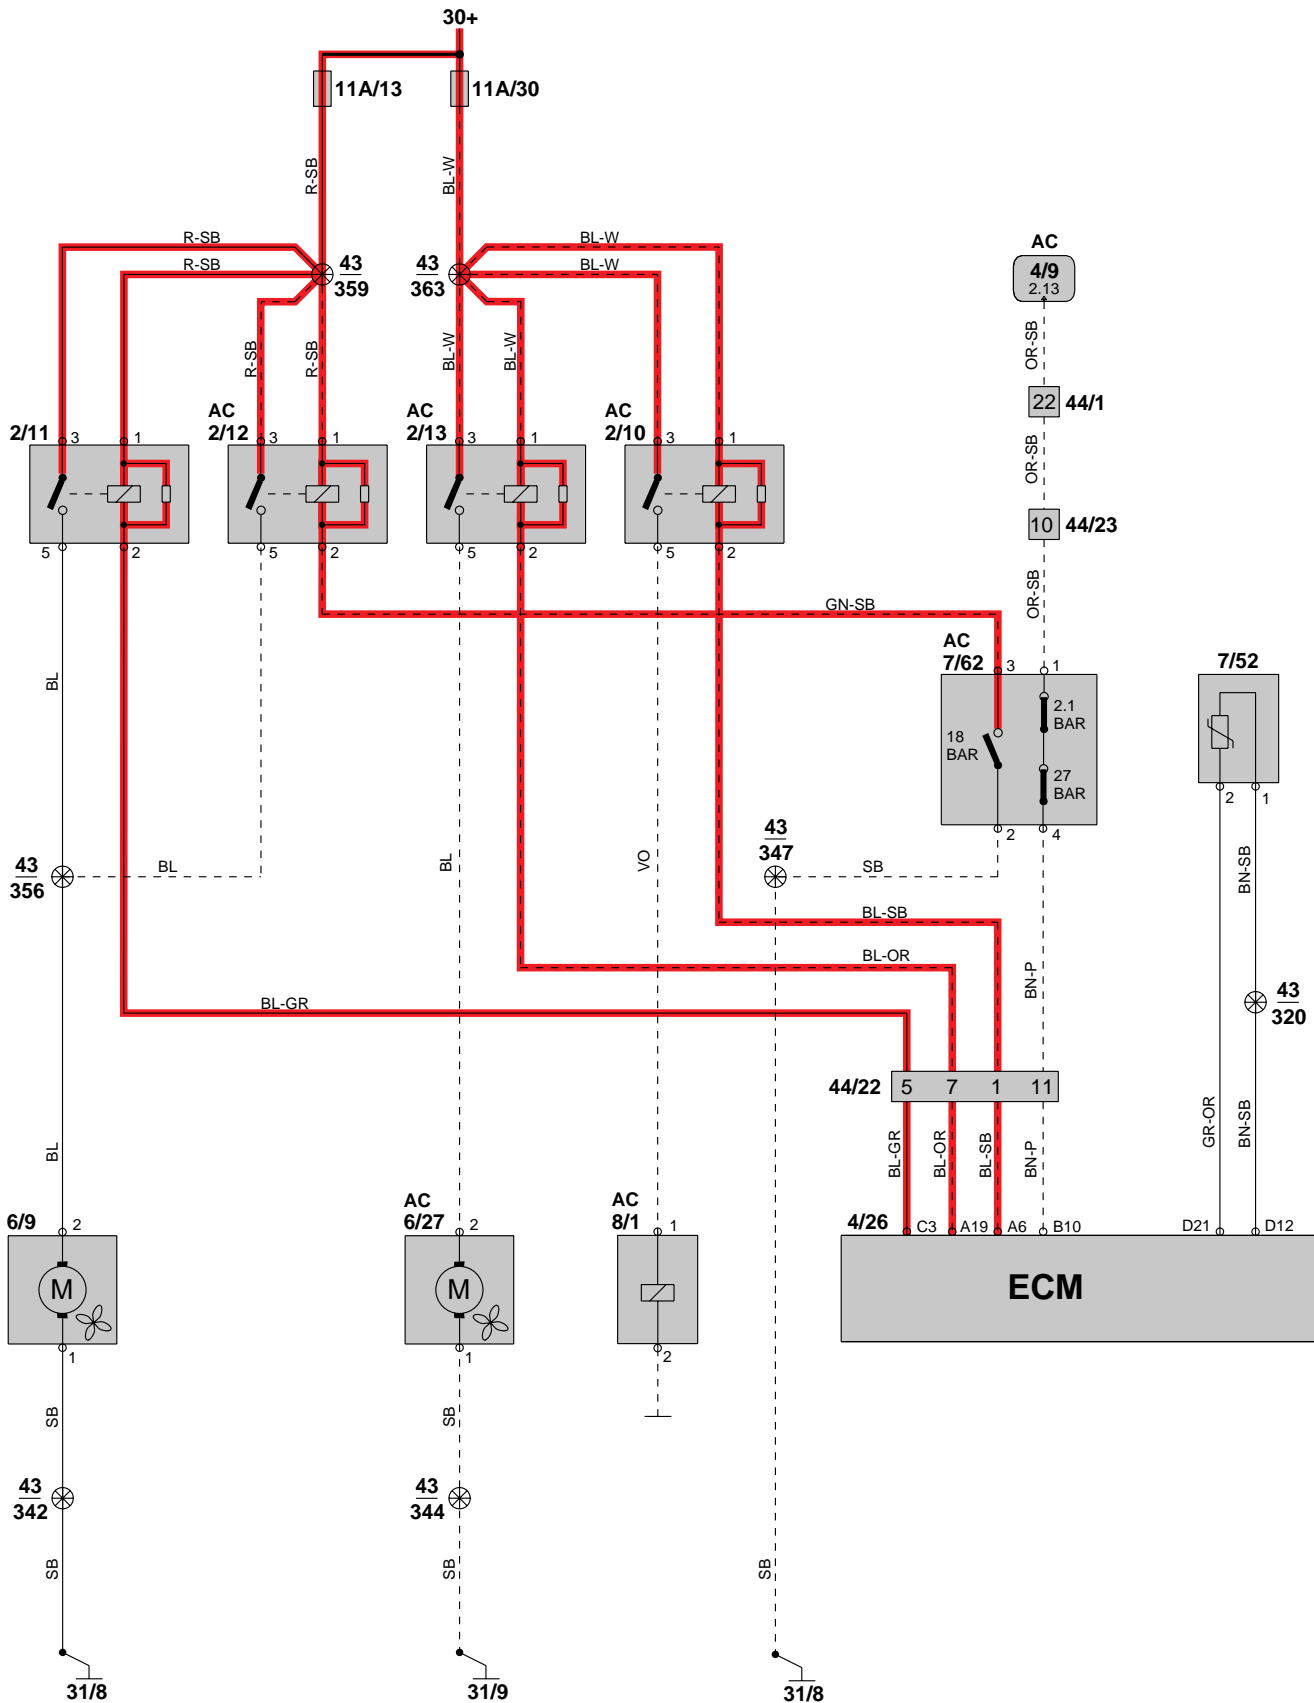 30+
11A/13
11A/30
R-SB
BL-W
R-SB
BL-W
R-SB
BL-W
43
359
43
363
AC
4/9
2.13
OR-SB
R-SB
R-SB
BL-W
BL-W
22
44/1
OR-SB
2/11
3
1
AC
2/12
3
1
AC
2/13
3
1
AC
2/10
3
1
10
44/23
5
2
5
2
5
2
5
2
OR-SB
GN-SB
AC
7/62
3
1
7/52
BL
18
BAR
2.1
BAR
27
BAR
2
1
2
4
43
356
BL
BL
VO
43
347
SB
BN-SB
BL-SB
BL-OR
BN-P
BL-GR
43
320
44/22
5
7
1
11
BL
BL-GR
BL-OR
BL-SB
BN-P
GR-OR
BN-SB
6/9
2
AC
6/27
2
AC
8/1
1
4/26
C3
A19
A6
B10
D21
D12
M
M
ECM
1
1
2
SB
SB
43
342
43
344
SB
SB
SB
31/8
31/9
31/8